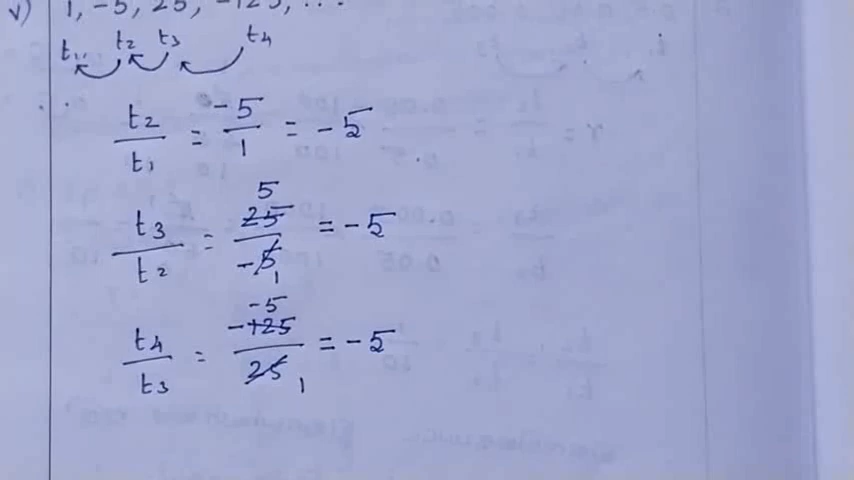 v) 1, -5, 25, -125, ...
t1 t2 t3 t4
t2/t1 = -5/1 = -5
t3/t2 = 25/-5 = -5
t4/t3 = -125/25 = -5